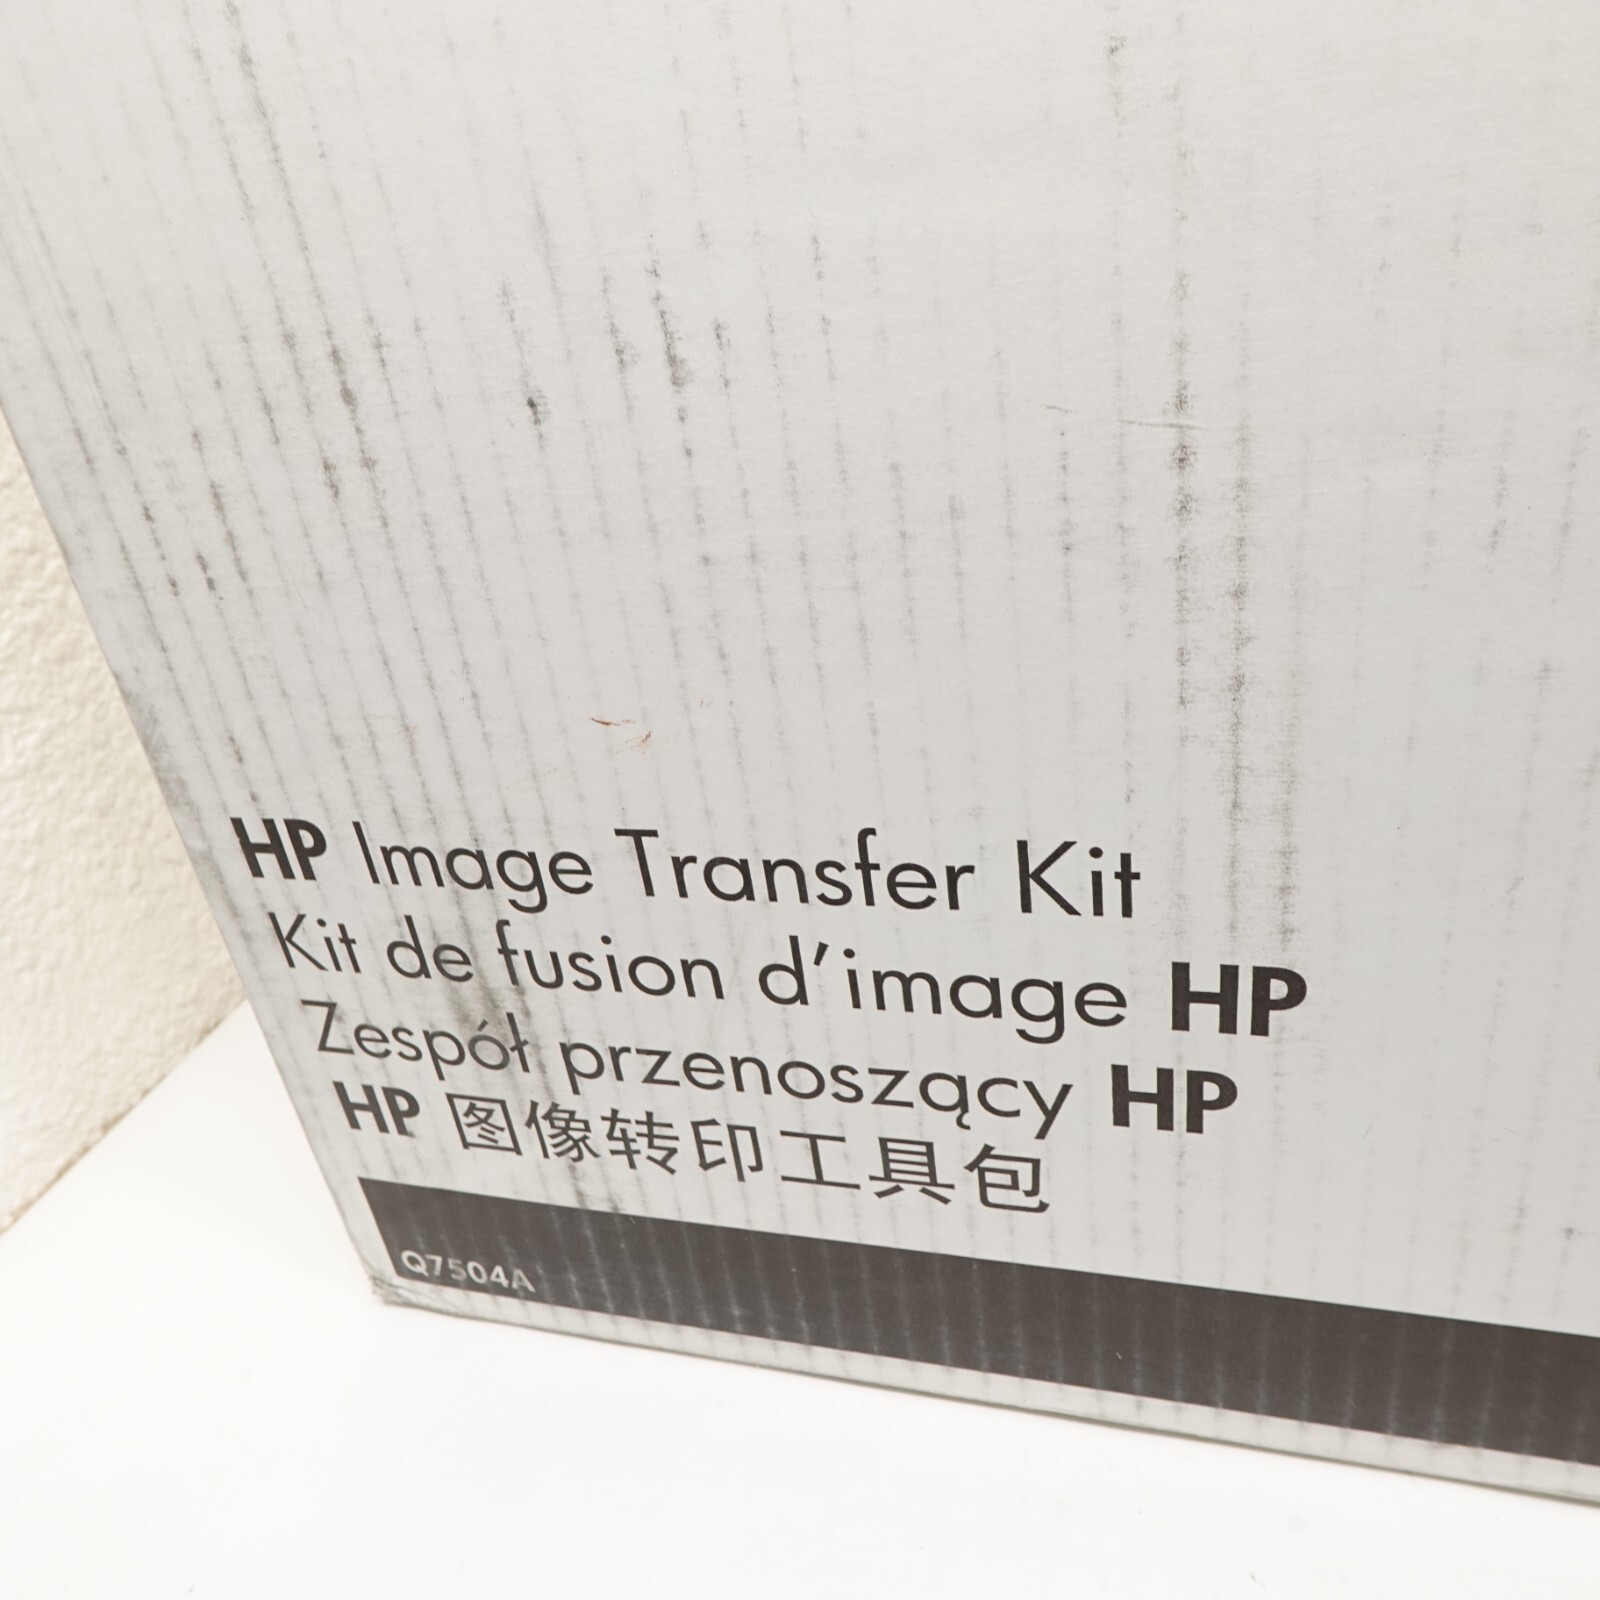 HP Image Transfer Kit
Kit de fusion d'image HP
Zespół przenoszący HP
HP 图像转印工具包
Q7504A